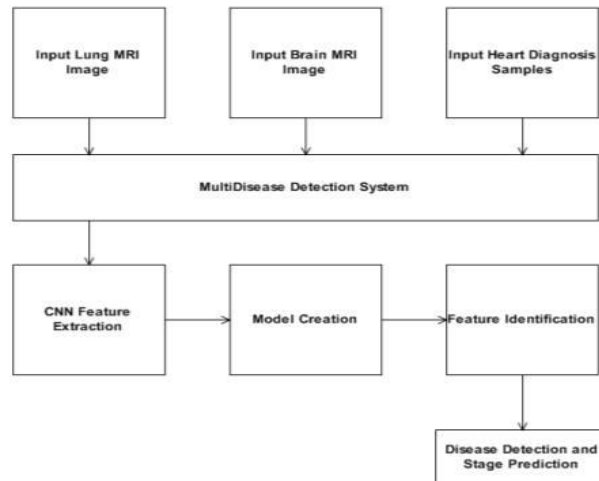 Input Lung MRI
Image
Input Brain MRI
Image
Input Heart Diagnosis
Samples
MultiDisease Detection System
CNN Feature
Extraction
Model Creation
Feature Identification
Disease Detection and
Stage Prediction